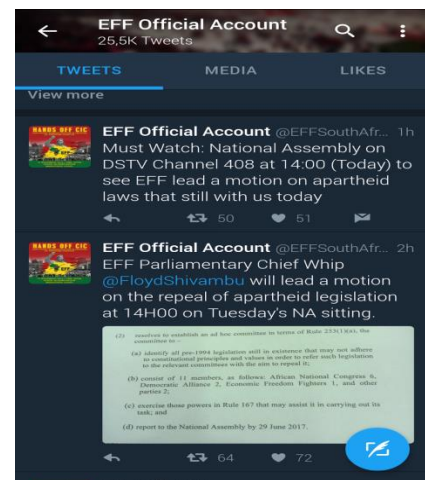 EFF Official Account
25,5K Tweets
TWEETS MEDIA LIKES
View more
HANDS OFF CIC
EFF Official Account @EFFSouthAfr... 1h
Must Watch: National Assembly on
DSTV Channel 408 at 14:00 (Today) to
see EFF lead a motion on apartheid
laws that still with us today
50 51
HANDS OFF CIC
EFF Official Account @EFFSouthAfr... 2h
EFF Parliamentary Chief Whip
@FloydShivambu will lead a motion
on the repeal of apartheid legislation
at 14H00 on Tuesday's NA sitting.
(2) resolves to establish an ad hoc committee in terms of Rule 253(1)(a), the
committee to -
(a) identify all pre-1994 legislation still in existence that may not adhere
to constitutional principles and values in order to refer such legislation
to the relevant committees with the aim to repeal it;
(b) consist of 11 members, as follows: African National Congress 6,
Democratic Alliance 2, Economic Freedom Fighters 1, and other
parties 2;
(c) exercise those powers in Rule 167 that may assist it in carrying out its
task; and
(d) report to the National Assembly by 29 June 2017.
64 72